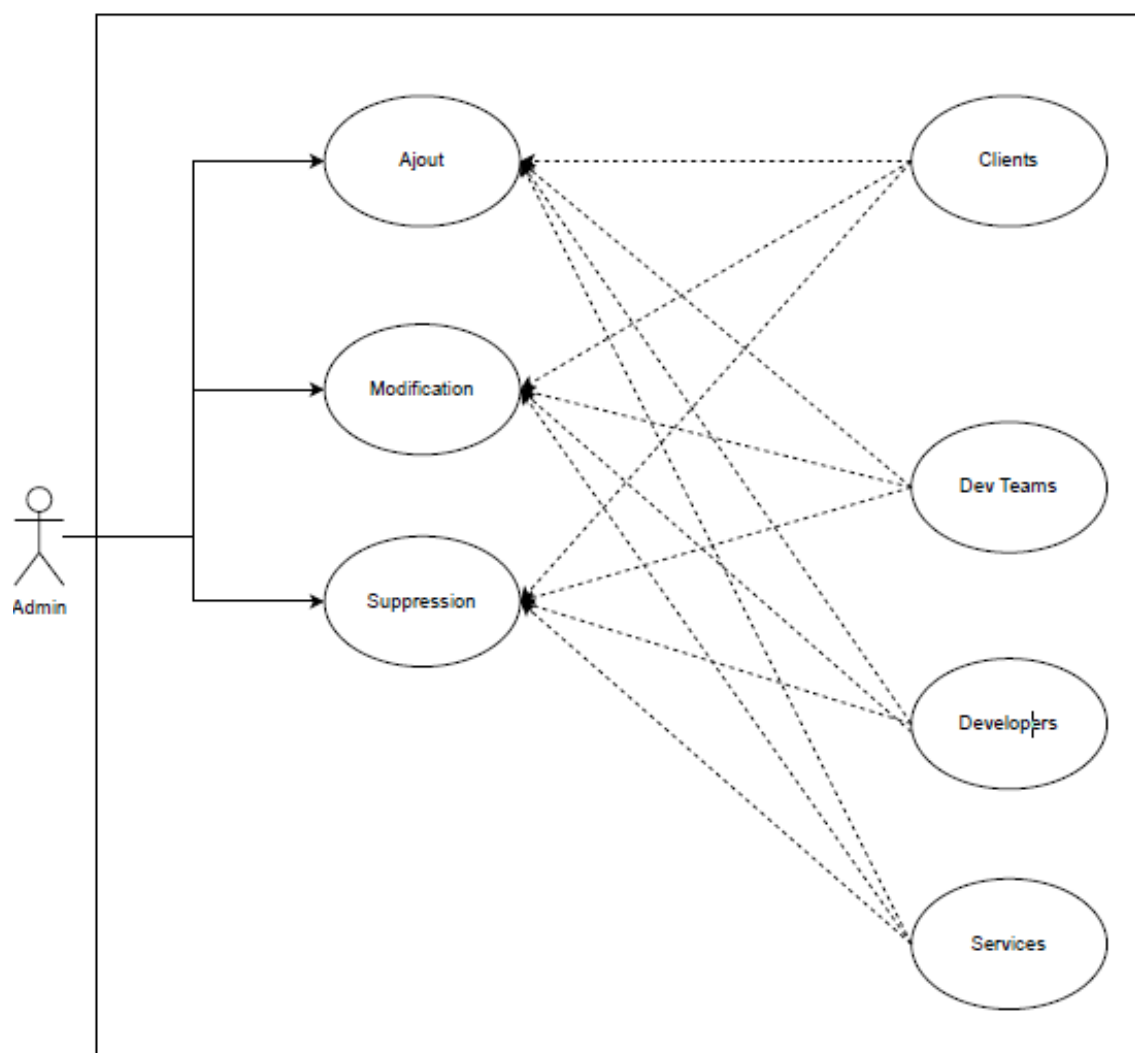 Ajout
Clients
Modification
Dev Teams
Admin
Suppression
Developers
Services